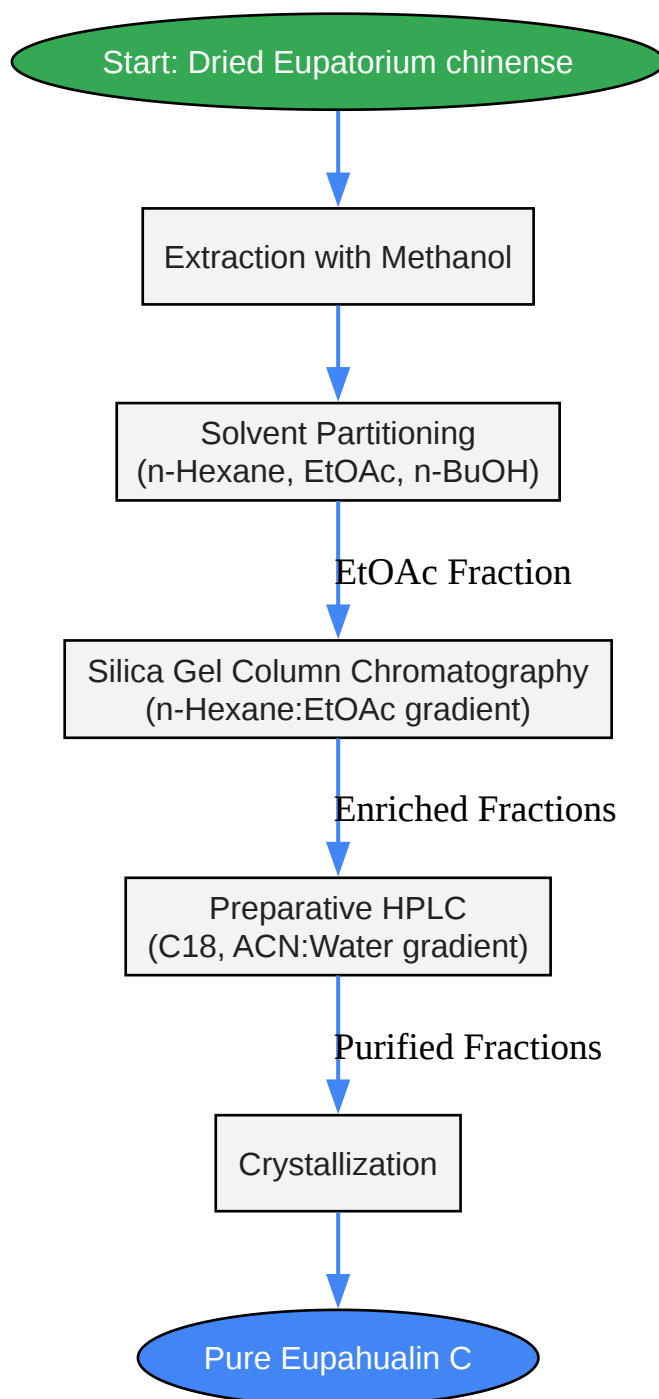 Start: Dried Eupatorium chinense
Extraction with Methanol
Solvent Partitioning
(n-Hexane, EtOAc, n-BuOH)
EtOAc Fraction
Silica Gel Column Chromatography
(n-Hexane:EtOAc gradient)
Enriched Fractions
Preparative HPLC
(C18, ACN:Water gradient)
Purified Fractions
Crystallization
Pure Eupahualin C